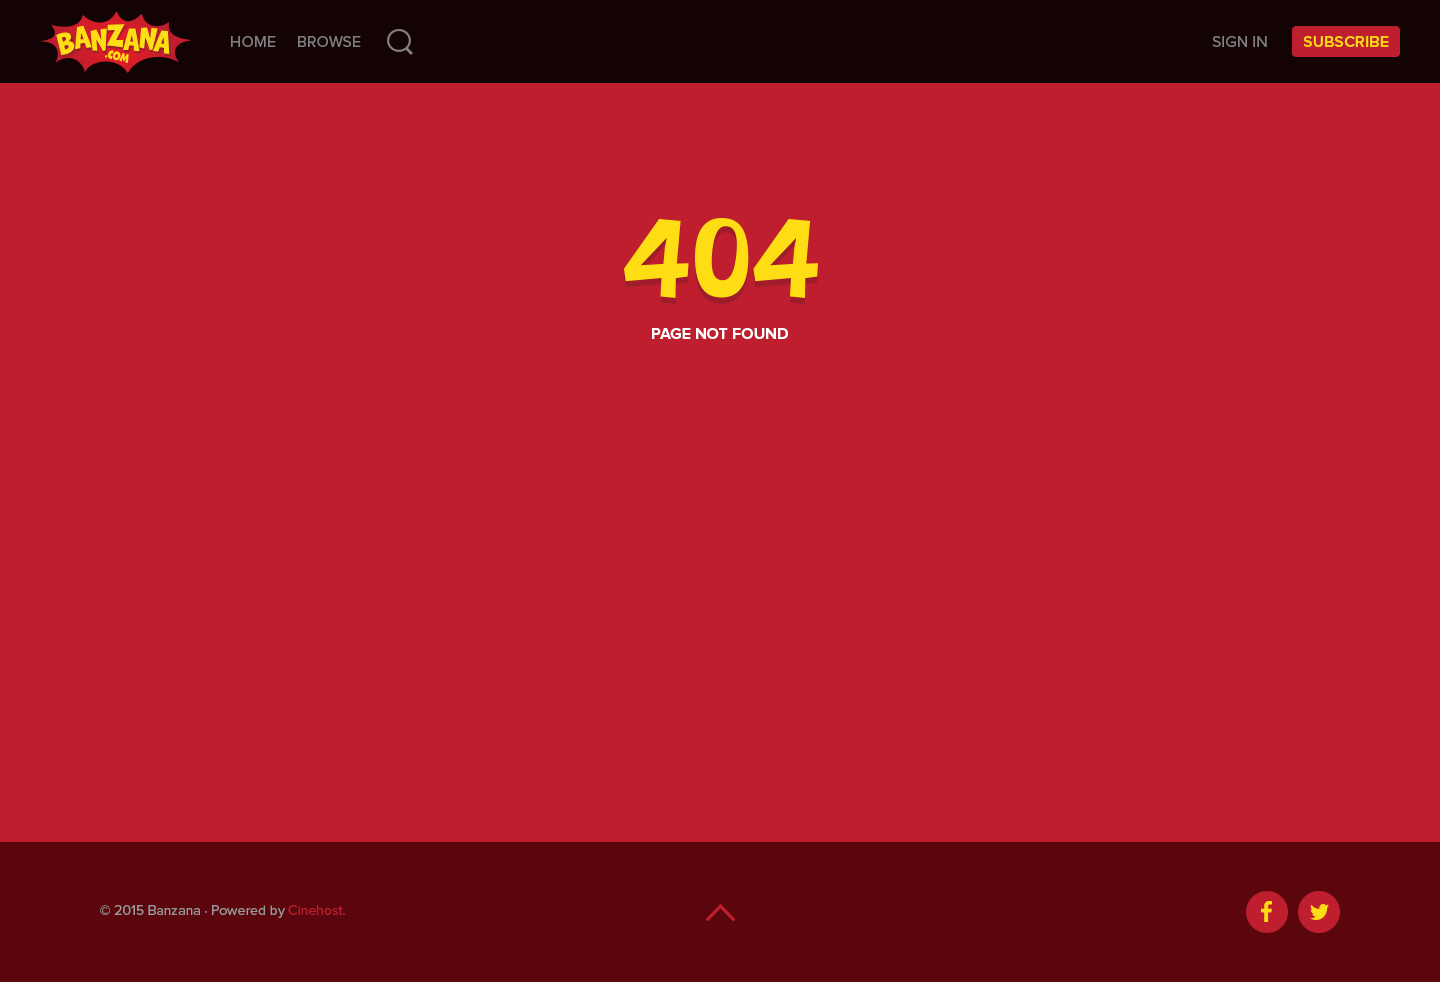 BANZANA
.COM
HOME
BROWSE
SIGN IN
SUBSCRIBE
404
PAGE NOT FOUND
© 2015 Banzana · Powered by Cinehost.